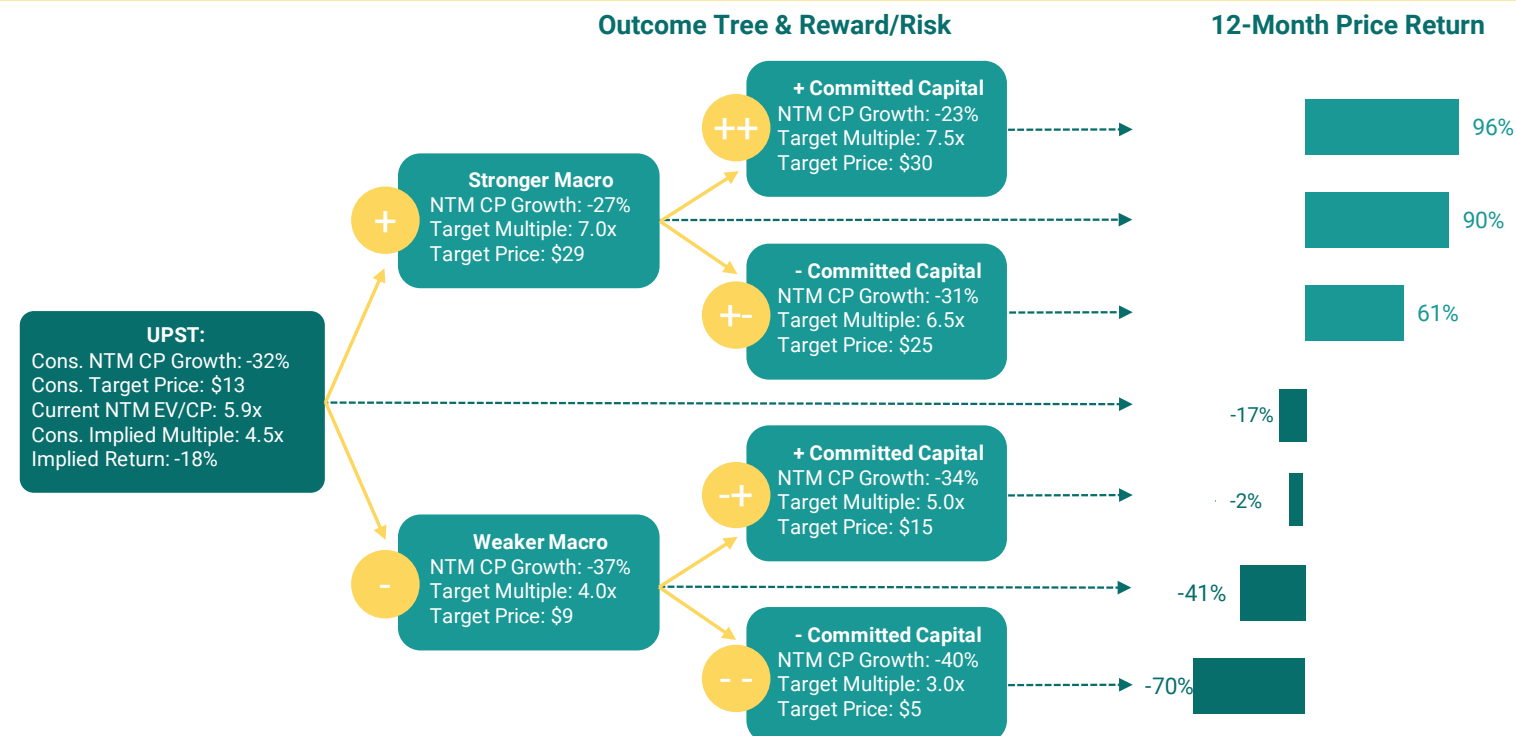 Outcome Tree & Reward/Risk
12-Month Price Return
+ Committed Capital
NTM CP Growth: -23%
Target Multiple: 7.5x
Target Price: $30
++
96%
Stronger Macro
NTM CP Growth: -27%
Target Multiple: 7.0x
Target Price: $29
+
90%
- Committed Capital
NTM CP Growth: -31%
Target Multiple: 6.5x
Target Price: $25
+-
61%
UPST:
Cons. NTM CP Growth: -32%
Cons. Target Price: $13
Current NTM EV/CP: 5.9x
Cons. Implied Multiple: 4.5x
Implied Return: -18%
-17%
+ Committed Capital
NTM CP Growth: -34%
Target Multiple: 5.0x
Target Price: $15
-+
-2%
Weaker Macro
NTM CP Growth: -37%
Target Multiple: 4.0x
Target Price: $9
-
-41%
- Committed Capital
NTM CP Growth: -40%
Target Multiple: 3.0x
Target Price: $5
- -
-70%